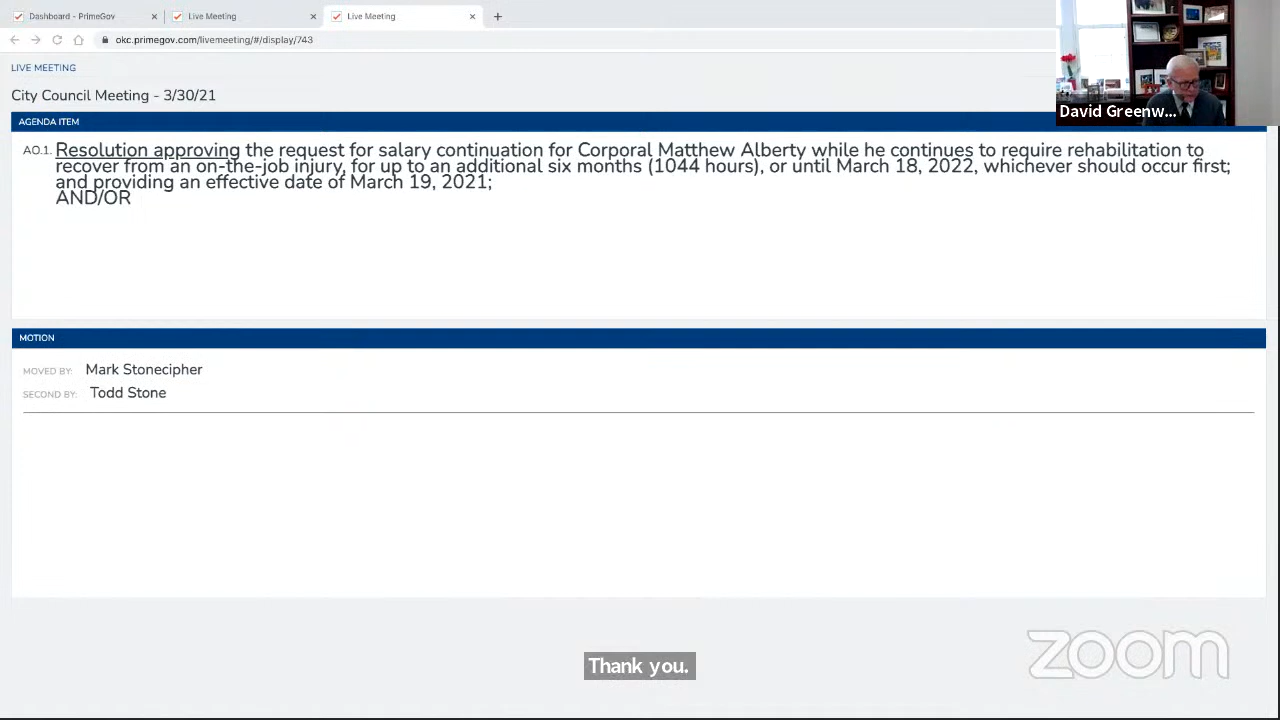 Dashboard - PrimeGov
Live Meeting
Live Meeting
okc.primegov.com/livemeeting/#/display/743
LIVE MEETING
City Council Meeting - 3/30/21
David Greenw...
AGENDA ITEM
AO.1. Resolution approving the request for salary continuation for Corporal Matthew Alberty while he continues to require rehabilitation to
recover from an on-the-job injury, for up to an additional six months (1044 hours), or until March 18, 2022, whichever should occur first;
and providing an effective date of March 19, 2021;
AND/OR
MOTION
MOVED BY: Mark Stonecipher
SECOND BY: Todd Stone
zoom
Thank you.